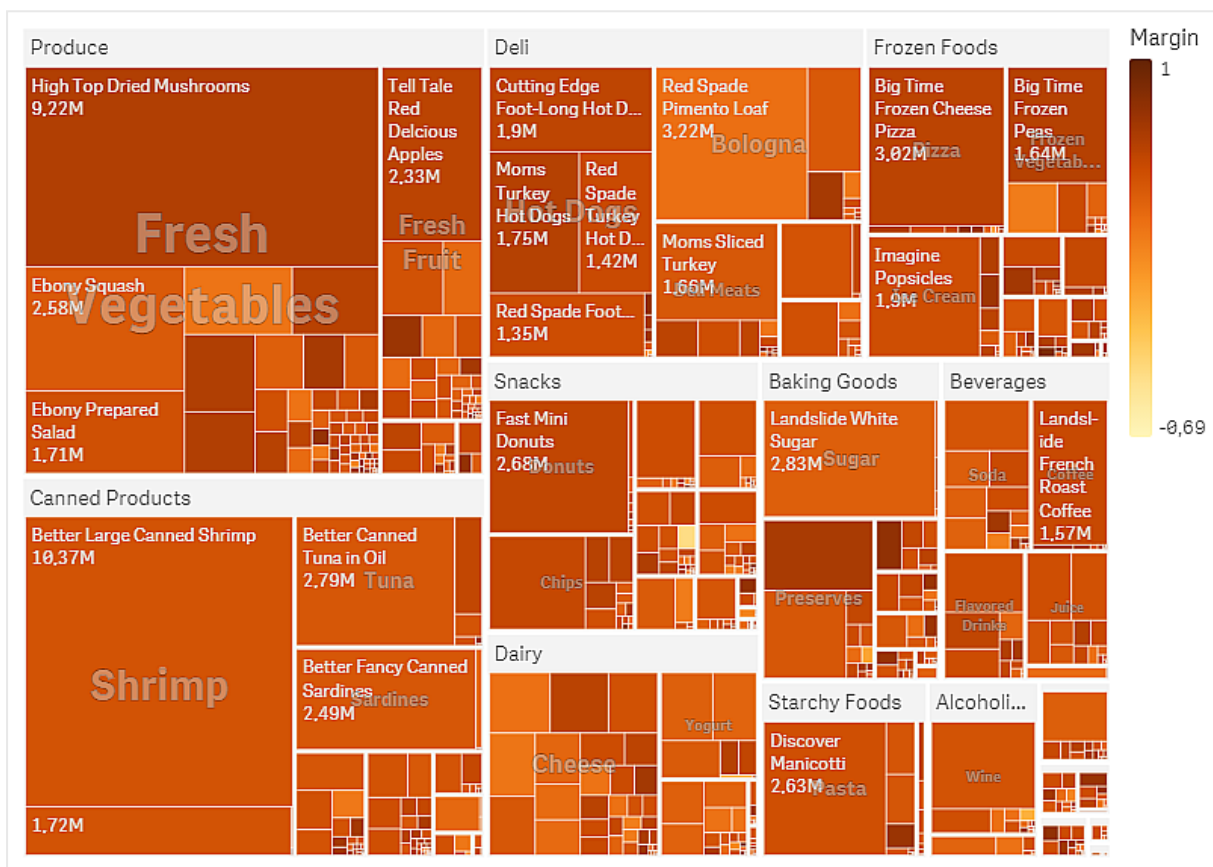 Produce
High Top Dried Mushrooms
9,22M
Fresh
Vegetables
Ebony Squash
2,58M
Ebony Prepared
Salad
1,71M
Tell Tale
Red
Delcious
Apples
2,33M
Fresh
Fruit
Canned Products
Better Large Canned Shrimp
10,37M
Shrimp
1,72M
Better Canned
Tuna in Oil
2,79M
Tuna
Better Fancy Canned
Sardines
2,49M
Sardines
Deli
Cutting Edge
Foot-Long Hot D...
1,9M
Moms
Turkey
Hot Dogs
1,75M
Red
Spade
Turkey
Hot D...
1,42M
Hot Dogs
Red Spade Foot...
1,35M
Red Spade
Pimento Loaf
3,22M
Bologna
Moms Sliced
Turkey
1,66M
Deli Meats
Frozen Foods
Big Time
Frozen Cheese
Pizza
3,02M
Pizza
Big Time
Frozen
Peas
1,64M
Frozen
Vegetab...
Imagine
Popsicles
1,9M
Ice Cream
Snacks
Fast Mini
Donuts
2,68M
Donuts
Chips
Dairy
Cheese
Yogurt
Baking Goods
Landslide White
Sugar
2,83M
Sugar
Preserves
Beverages
Soda
Landsl-
ide
French
Roast
Coffee
1,57M
Coffee
Flavored
Drinks
Juice
Starchy Foods
Discover
Manicotti
2,63M
Pasta
Alcoholi...
Wine
Margin
1
-0,69